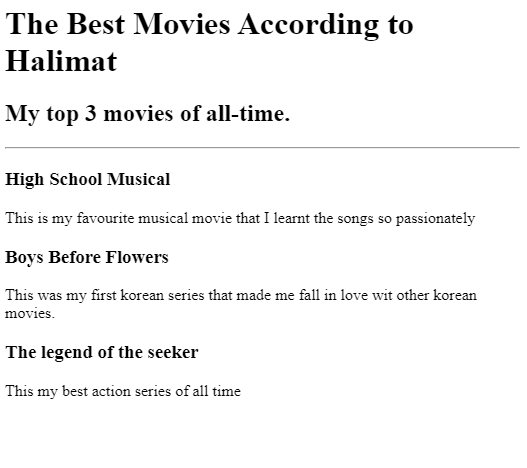 The Best Movies According to
Halimat
My top 3 movies of all-time.
High School Musical
This is my favourite musical movie that I learnt the songs so passionately
Boys Before Flowers
This was my first korean series that made me fall in love wit other korean
movies.
The legend of the seeker
This my best action series of all time